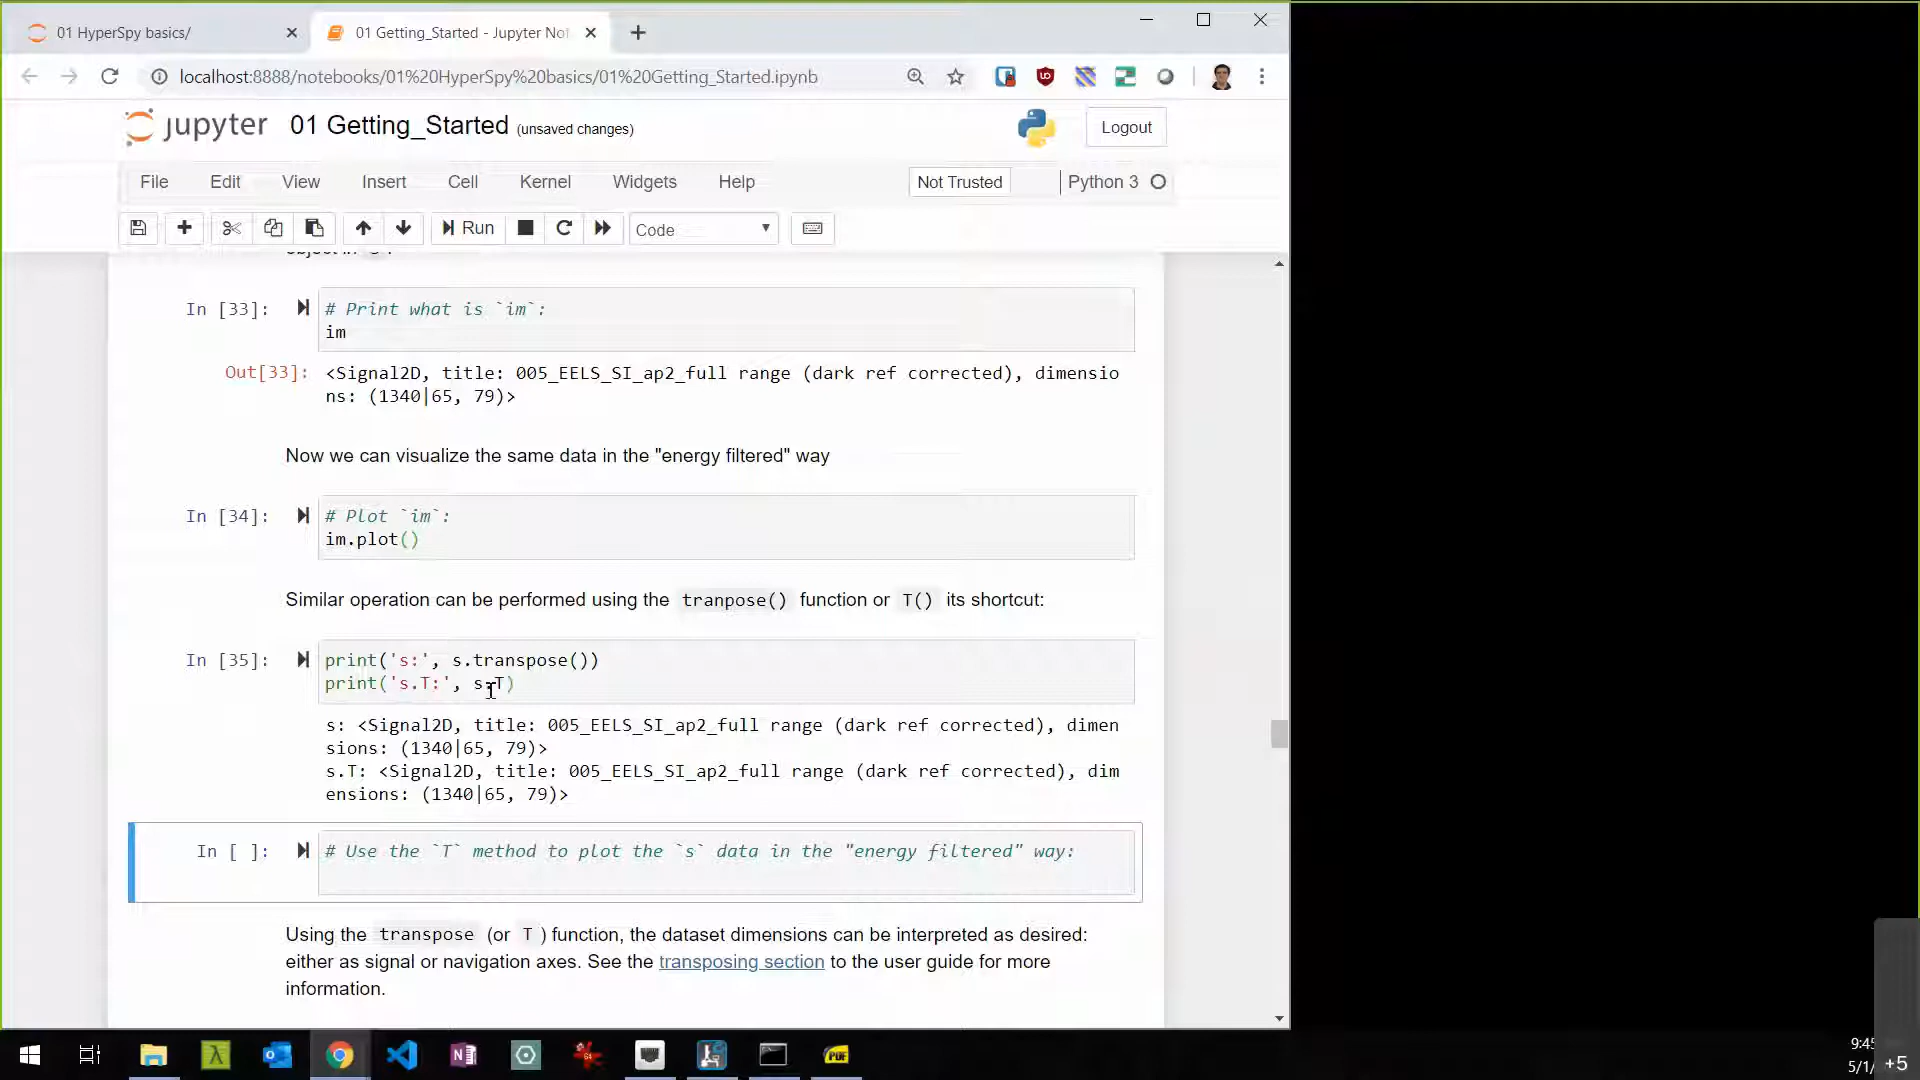 01 HyperSpy basics/
01 Getting_Started - Jupyter Not
localhost:8888/notebooks/01%20HyperSpy%20basics/01%20Getting_Started.ipynb
jupyter 01 Getting_Started (unsaved changes)
Logout
File Edit View Insert Cell Kernel Widgets Help
Not Trusted
Python 3
Run
Code
In [33]:
# Print what is `im`:
im
Out[33]:
<Signal2D, title: 005_EELS_SI_ap2_full range (dark ref corrected), dimensio
ns: (1340|65, 79)>
Now we can visualize the same data in the "energy filtered" way
In [34]:
# Plot `im`:
im.plot()
Similar operation can be performed using the tranpose() function or T() its shortcut:
In [35]:
print('s:', s.transpose())
print('s.T:', s.T)
s: <Signal2D, title: 005_EELS_SI_ap2_full range (dark ref corrected), dimen
sions: (1340|65, 79)>
s.T: <Signal2D, title: 005_EELS_SI_ap2_full range (dark ref corrected), dim
ensions: (1340|65, 79)>
In [ ]:
# Use the `T` method to plot the `s` data in the "energy filtered" way:
Using the transpose (or T ) function, the dataset dimensions can be interpreted as desired:
either as signal or navigation axes. See the transposing section to the user guide for more
information.
9:45
5/1/
+5